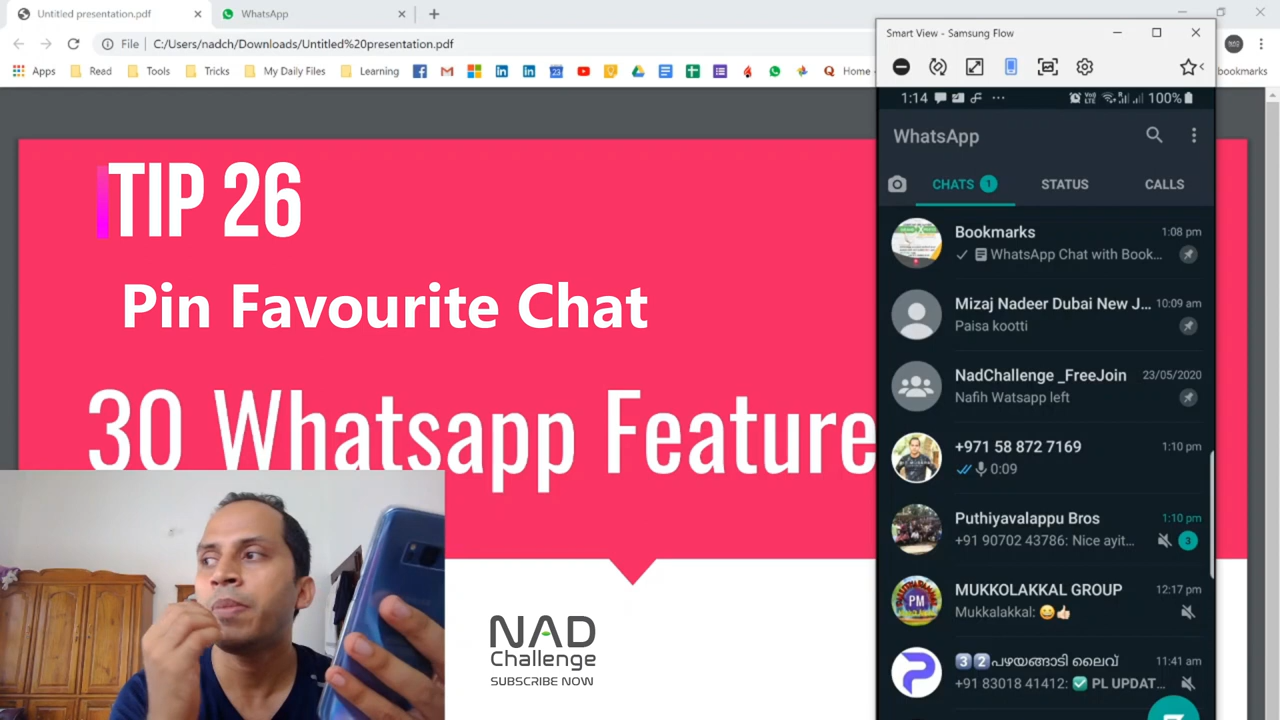 Untitled presentation.pdf
WhatsApp
File
C:/Users/nadch/Downloads/Untitled%20presentation.pdf
Apps
Read
Tools
Tricks
My Daily Files
Learning
Home
bookmarks
TIP 26
Pin Favourite Chat
30 Whatsapp Feature
NAD
Challenge
SUBSCRIBE NOW
Smart View - Samsung Flow
1:14
100%
WhatsApp
CHATS 1
STATUS
CALLS
Bookmarks 1:08 pm
WhatsApp Chat with Book...
Mizaj Nadeer Dubai New J... 10:09 am
Paisa kootti
NadChallenge _FreeJoin 23/05/2020
Nafih Watsapp left
+971 58 872 7169 1:10 pm
0:09
Puthiyavalappu Bros 1:10 pm
+91 90702 43786: Nice ayit... 3
MUKKOLAKKAL GROUP 12:17 pm
Mukkalakkal: 😀👍🏻
3️⃣2️⃣പഴയങ്ങാടി ലൈവ് 11:41 am
+91 83018 41412: ✅ PL UPDAT...